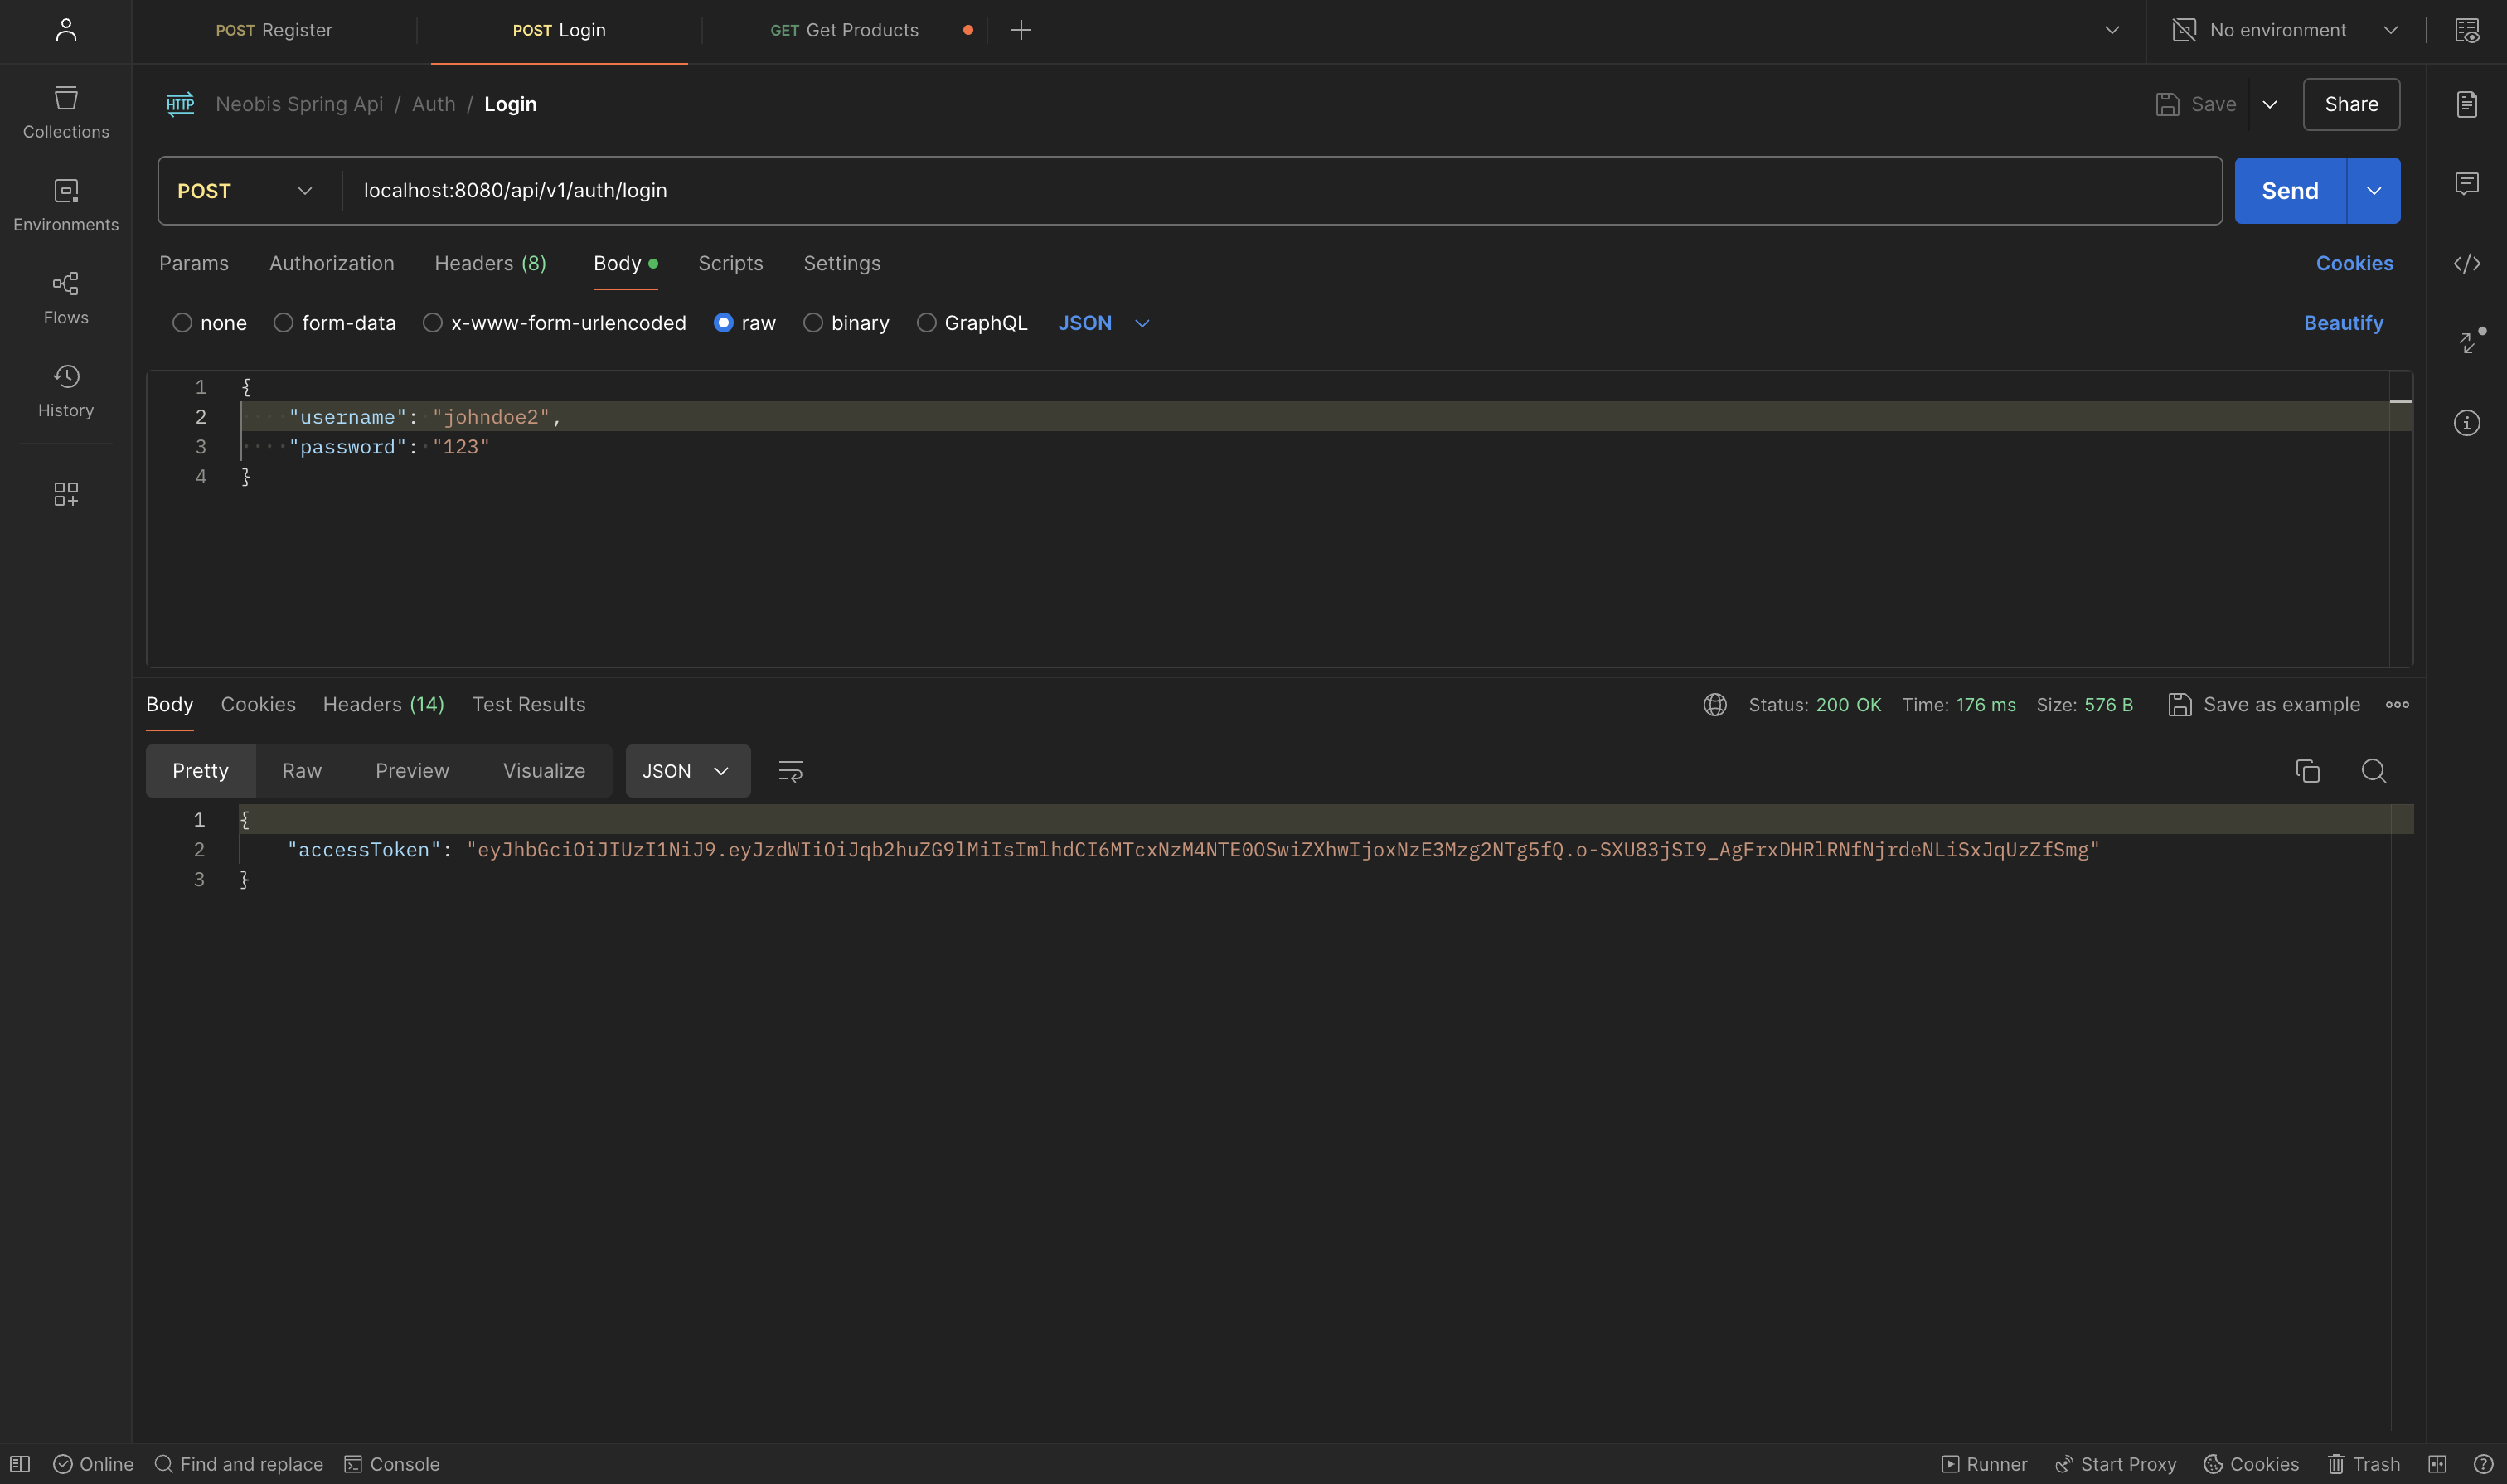 POST Register
POST Login
GET Get Products
No environment
Collections
Environments
Flows
History
HTTP
Neobis Spring Api / Auth / Login
Save
Share
POST
localhost:8080/api/v1/auth/login
Send
Params Authorization Headers (8) Body Scripts Settings
Cookies
none form-data x-www-form-urlencoded raw binary GraphQL JSON
Beautify
1 {
2 "username": "johndoe2",
3 "password": "123"
4 }
Body Cookies Headers (14) Test Results
Status: 200 OK Time: 176 ms Size: 576 B Save as example
Pretty Raw Preview Visualize JSON
1 {
2 "accessToken": "eyJhbGciOiJIUzI1NiJ9.eyJzdWIiOiJqb2huZG9lMiIsImlhdCI6MTcxNzM4NTE0OSwiZXhwIjoxNzE3Mzg2NTg5fQ.o-SXU83jSI9_AgFrxDHRlRNfNjrdeNLiSxJqUzZfSmg"
3 }
Online Find and replace Console
Runner Start Proxy Cookies Trash